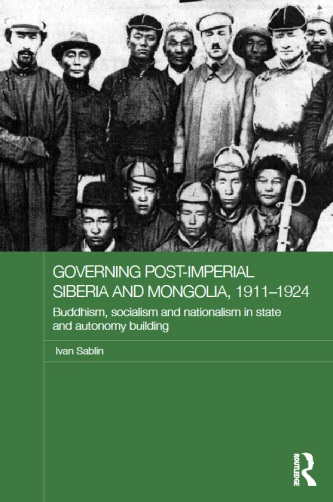 GOVERNING POST-IMPERIAL
SIBERIA AND MONGOLIA, 1911–1924
Buddhism, socialism and nationalism in state
and autonomy building
Ivan Sablin
ROUTLEDGE